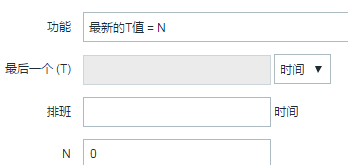 功能 最新的T值 = N
最后一个 (T) 时间 ▼
排班 时间
N 0